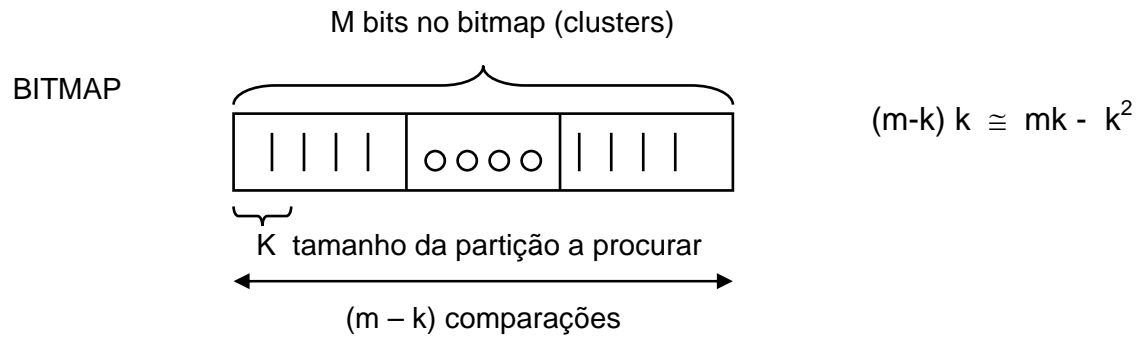 M bits no bitmap (clusters)
BITMAP
(m-k) k ≅ mk - k²
| | | | o o o o | | | |
K tamanho da partição a procurar
(m – k) comparações